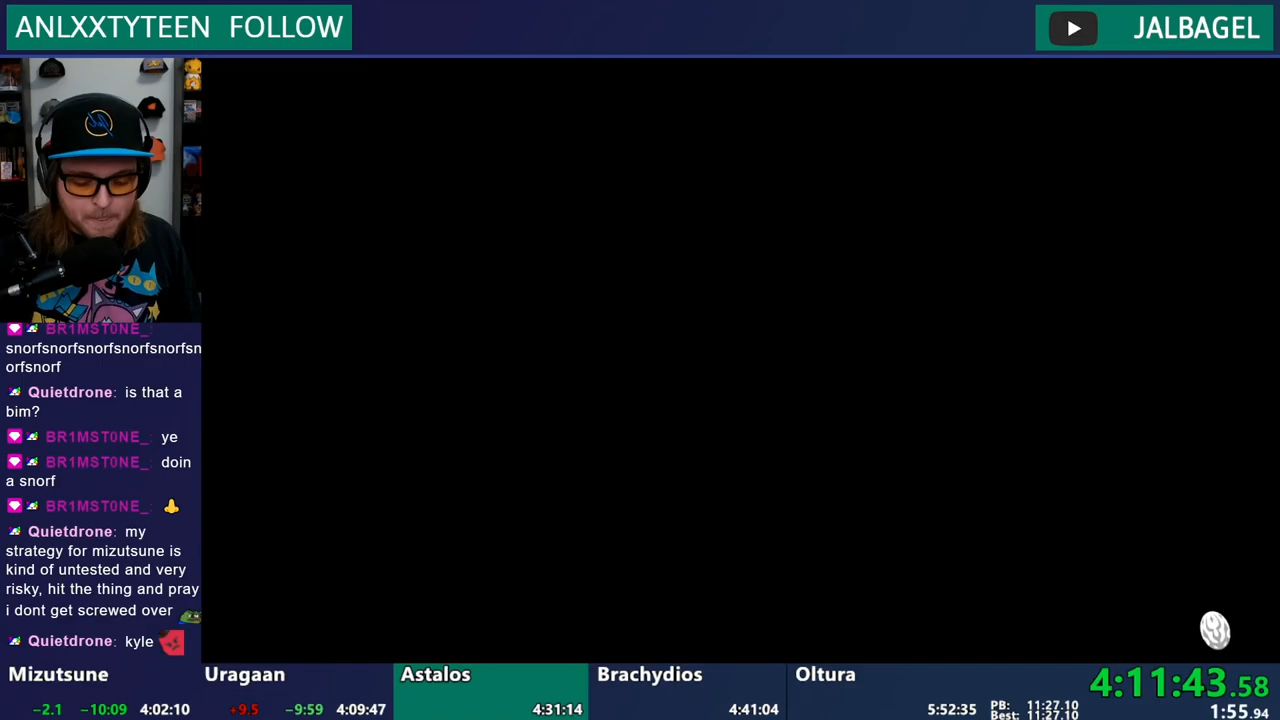 ANLXXTYTEEN FOLLOW
JALBAGEL
BR1MST0NE_:
snorfsnorfsnorfsnorfsnorfsn
orfsnorf
Quietdrone: is that a
bim?
BR1MST0NE_: ye
BR1MST0NE_: doin
a snorf
BR1MST0NE_:
Quietdrone: my
strategy for mizutsune is
kind of untested and very
risky, hit the thing and pray
i dont get screwed over
Quietdrone: kyle
Mizutsune
−2.1 −10:09 4:02:10
Uragaan
+9.5 −9:59 4:09:47
Astalos
4:31:14
Brachydios
4:41:04
Oltura
5:52:35
PB: 11:27.10
Best: 11:27.10
4:11:43.58
1:55.94